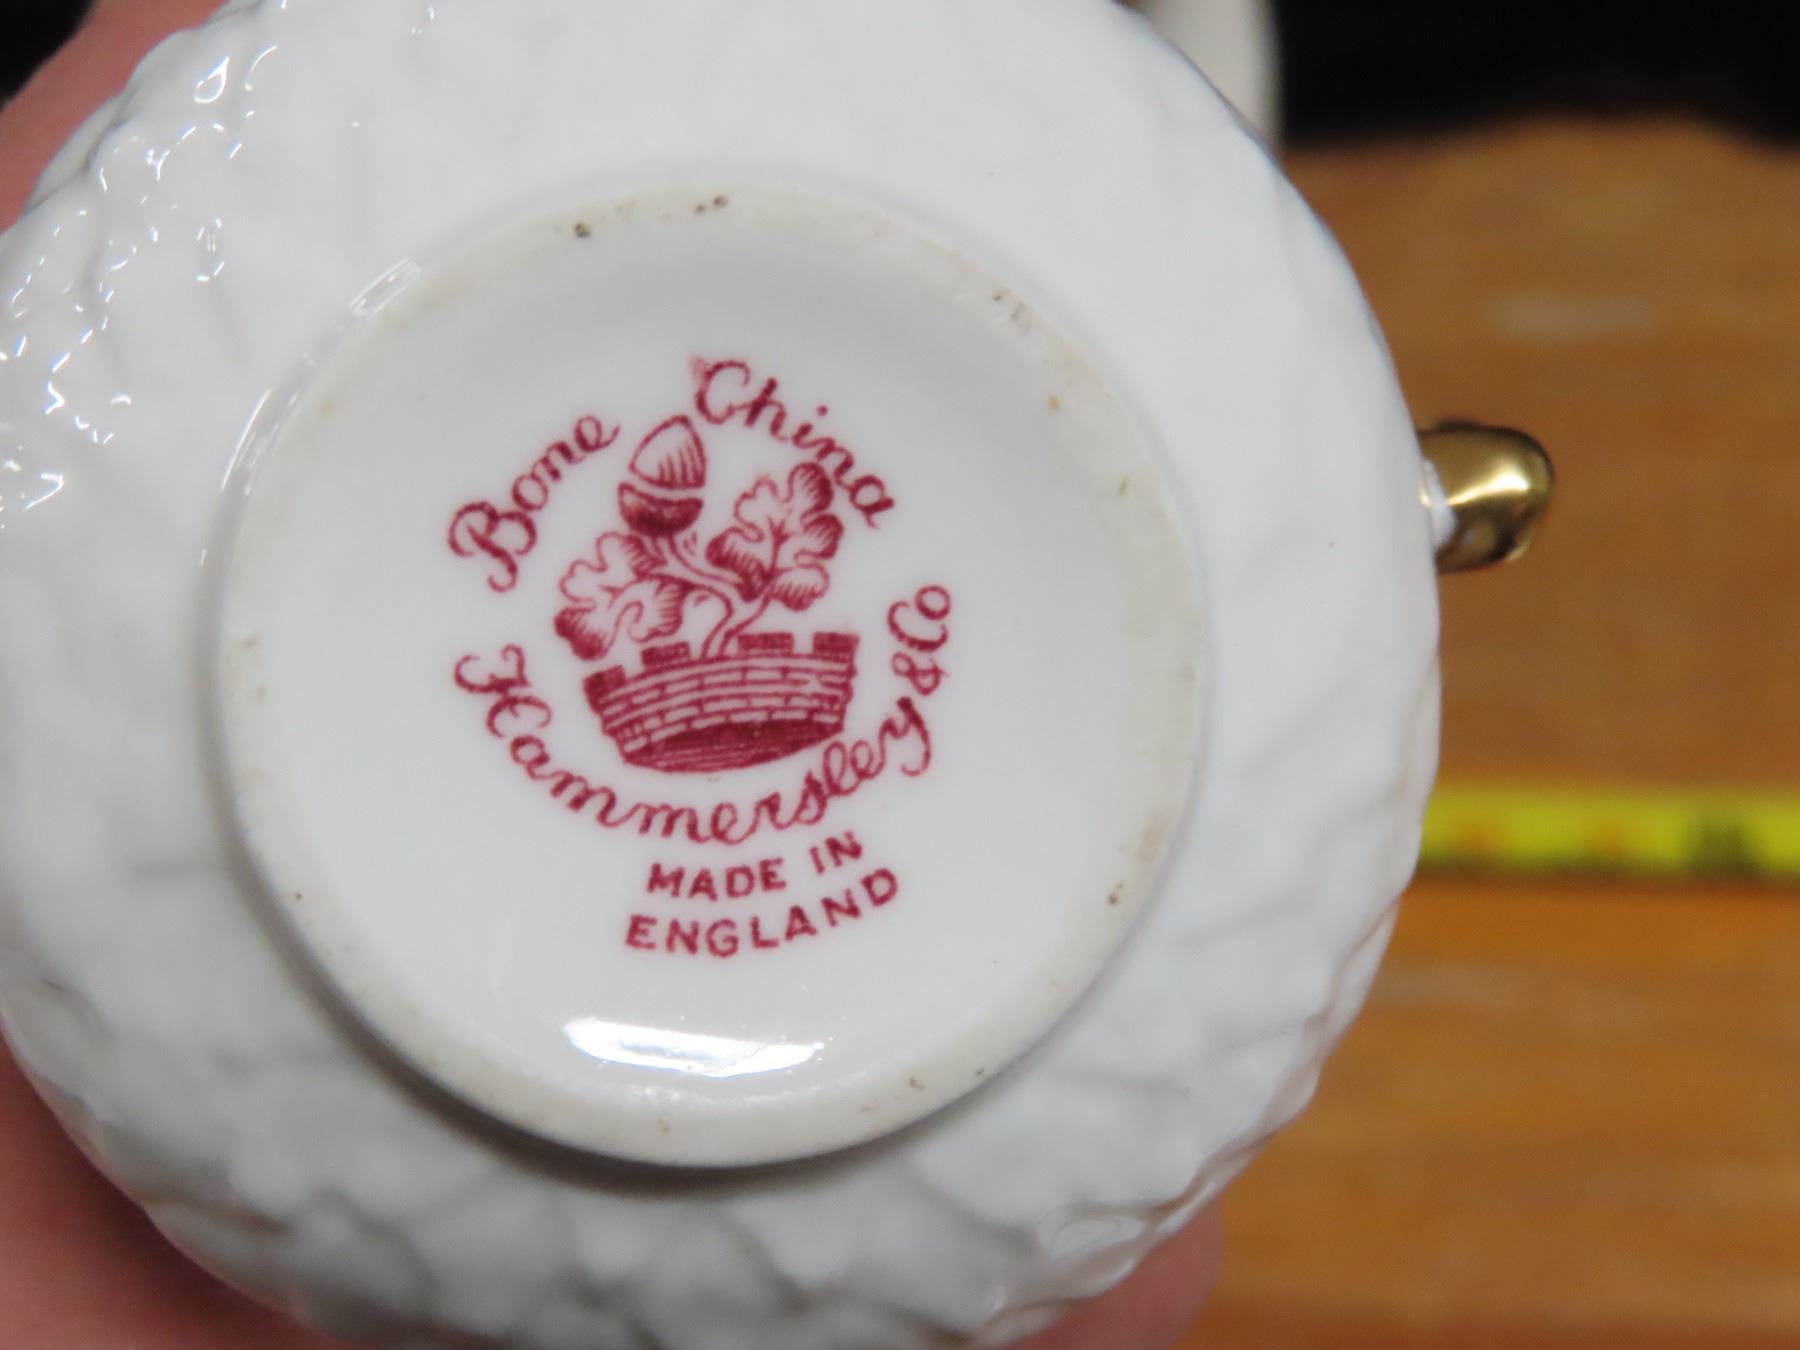 Bone China
Hammersley & Co
MADE IN
ENGLAND